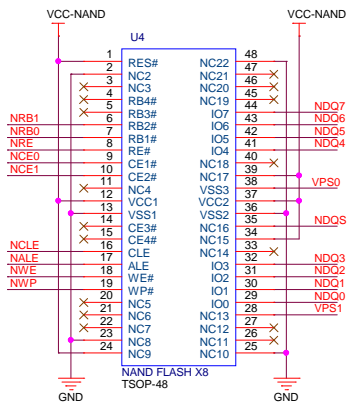 VCC-NAND VCC-NAND
U4
1 RES# NC22 48
2 NC2 NC21 47
3 NC3 NC20 46
4 RB4# NC19 45
5 RB3# IO7 44 NDQ7
NRB1 6 RB2# IO6 43 NDQ6
NRB0 7 RB1# IO5 42 NDQ5
NRE 8 RE# IO4 41 NDQ4
NCE0 9 CE1# NC18 40
NCE1 10 CE2# NC17 39
11 NC4 VSS3 38 VPS0
12 VCC1 VCC2 37
13 VSS1 VSS2 36
14 CE3# NC16 35 NDQS
15 CE4# NC15 34
NCLE 16 CLE NC14 33
NALE 17 ALE IO3 32 NDQ3
NWE 18 WE# IO2 31 NDQ2
NWP 19 WP# IO1 30 NDQ1
20 NC5 IO0 29 NDQ0
21 NC6 NC13 28 VPS1
22 NC7 NC12 27
23 NC8 NC11 26
24 NC9 NC10 25
NAND FLASH X8
TSOP-48
GND GND